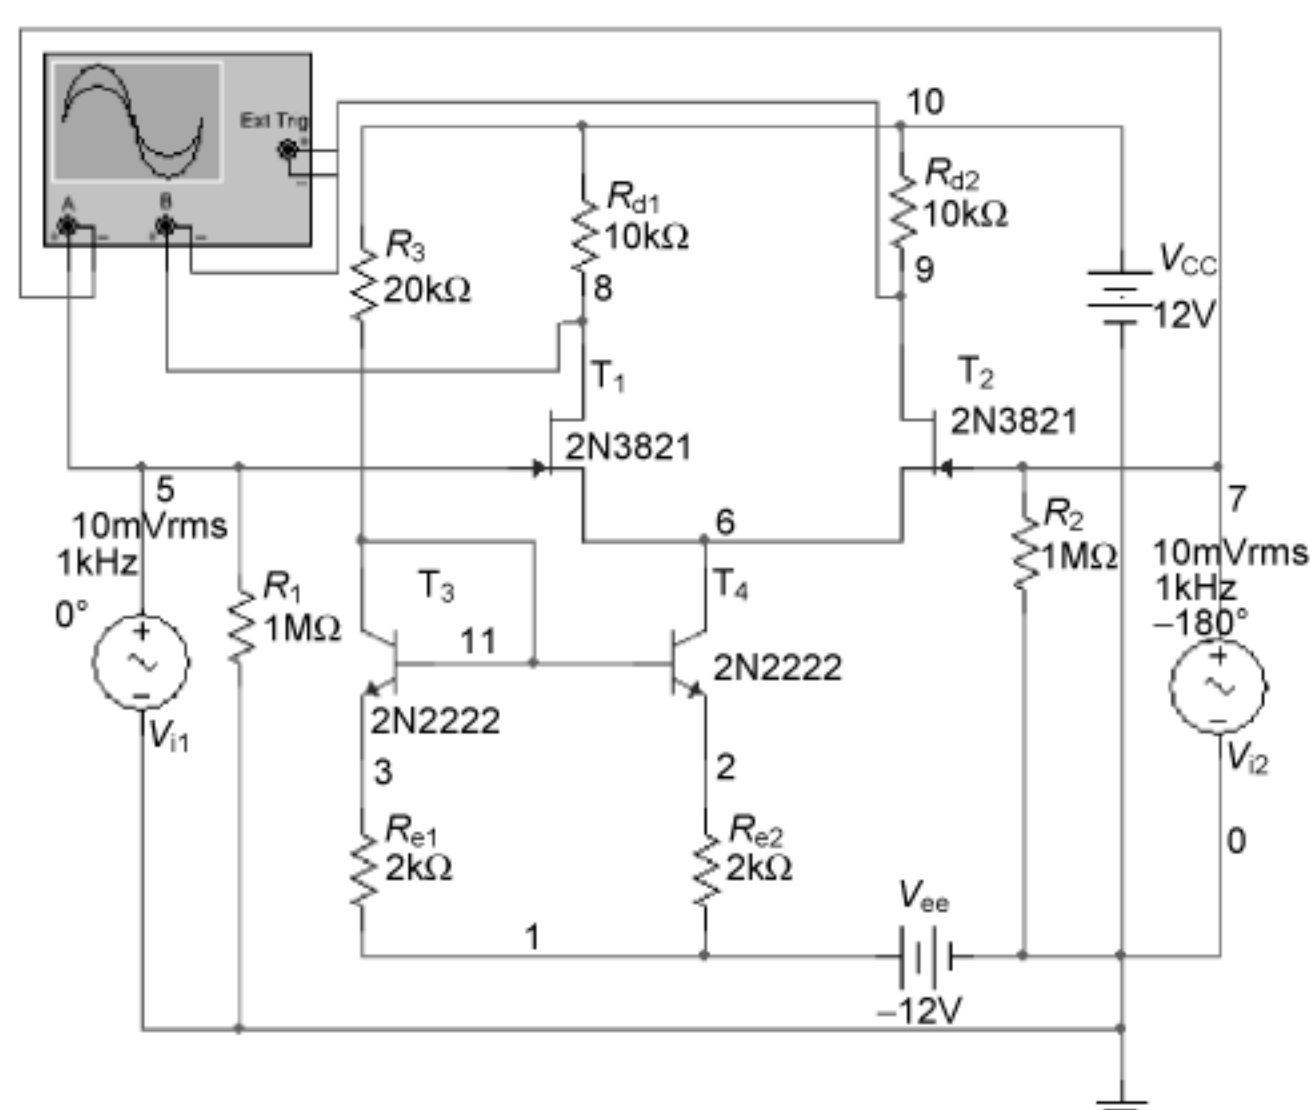 Ext Trig
+
−
A
B
+
−
+
−
10
R3
20kΩ
Rd1
10kΩ
8
Rd2
10kΩ
9
VCC
12V
T1
2N3821
T2
2N3821
5
10mVrms
1kHz
0°
+
−
Vi1
R1
1MΩ
6
T3
T4
11
2N2222
2N2222
R2
1MΩ
7
10mVrms
1kHz
−180°
+
−
Vi2
0
3
2
Re1
2kΩ
Re2
2kΩ
1
Vee
−12V